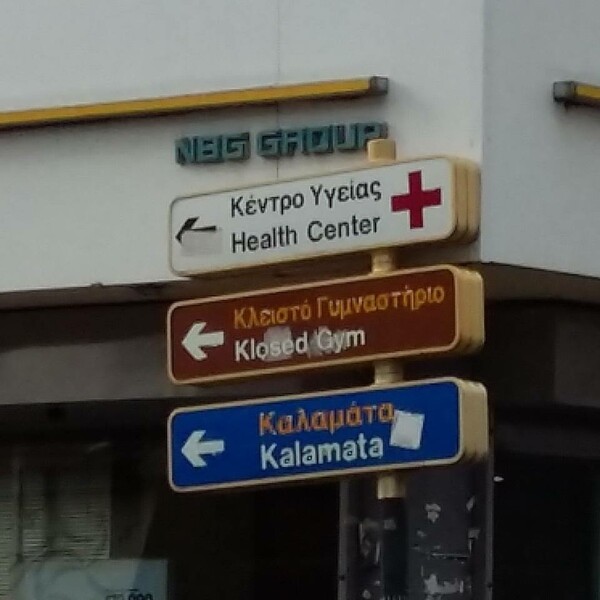 NBG GROUP
Κέντρο Υγείας
Health Center
Κλειστό Γυμναστήριο
Klosed Gym
Καλαμάτα
Kalamata